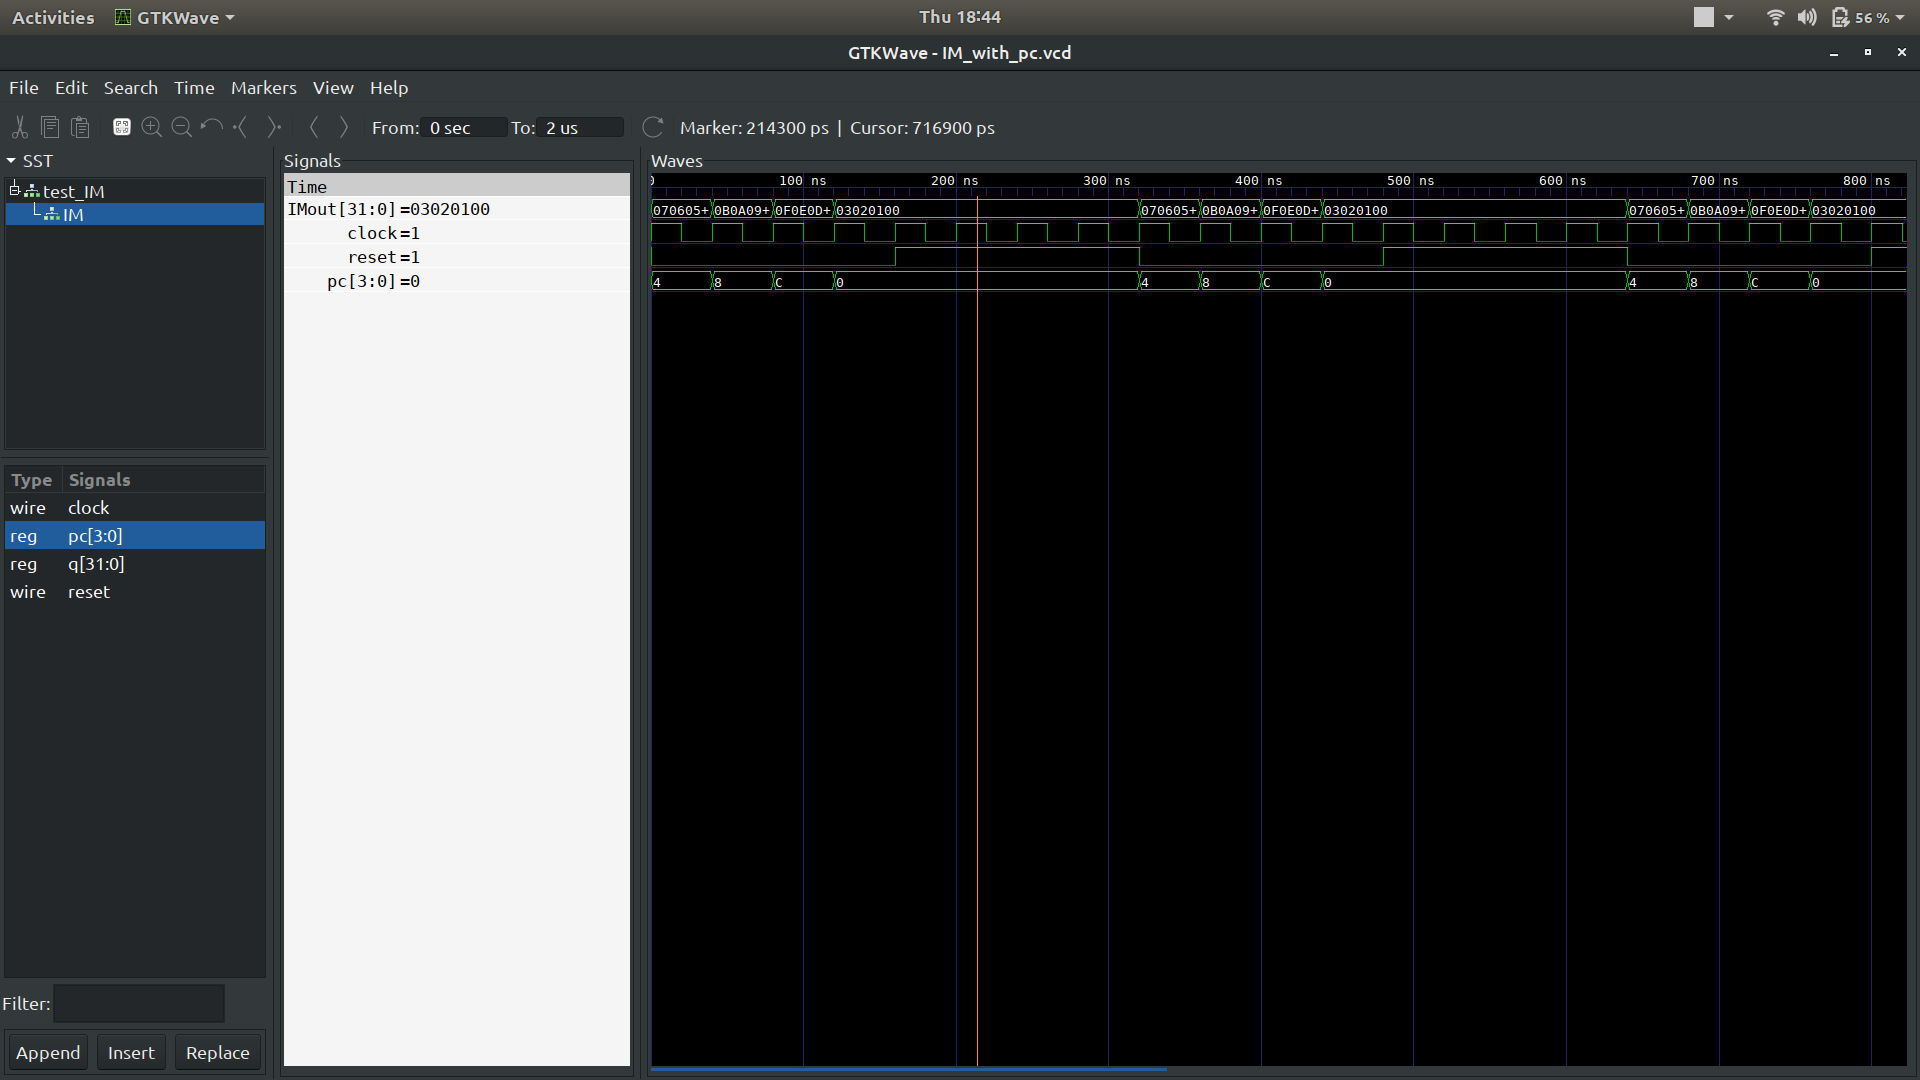 Activities GTKWave Thu 18:44 56 %
GTKWave - IM_with_pc.vcd
File Edit Search Time Markers View Help
From: 0 sec To: 2 us Marker: 214300 ps | Cursor: 716900 ps
SST
test_IM
IM
Type Signals
wire clock
reg pc[3:0]
reg q[31:0]
wire reset
Filter:
Append Insert Replace
Signals
Time
IMout[31:0]=03020100
clock=1
reset=1
pc[3:0]=0
Waves
0 100 ns 200 ns 300 ns 400 ns 500 ns 600 ns 700 ns 800 ns
070605+ 0B0A09+ 0F0E0D+ 03020100 070605+ 0B0A09+ 0F0E0D+ 03020100 070605+ 0B0A09+ 0F0E0D+ 03020100
4 8 C 0 4 8 C 0 4 8 C 0